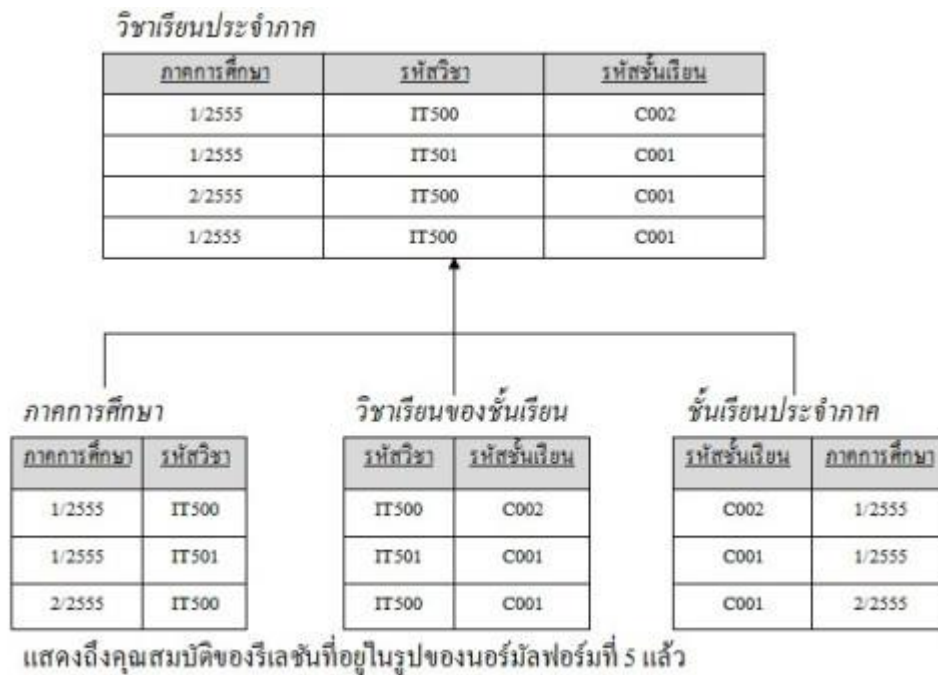 วิชาเรียนประจำภาค
ภาคการศึกษา รหัสวิชา รหัสชั้นเรียน
1/2555 IT500 C002
1/2555 IT501 C001
2/2555 IT500 C001
1/2555 IT500 C001
ภาคการศึกษา วิชาเรียนของชั้นเรียน ชั้นเรียนประจำภาค
ภาคการศึกษา รหัสวิชา รหัสวิชา รหัสชั้นเรียน รหัสชั้นเรียน ภาคการศึกษา
1/2555 IT500 IT500 C002 C002 1/2555
1/2555 IT501 IT501 C001 C001 1/2555
2/2555 IT500 IT500 C001 C001 2/2555
แสดงถึงคุณสมบัติของรีเลชันที่อยู่ในรูปของนอร์มัลฟอร์มที่ 5 แล้ว